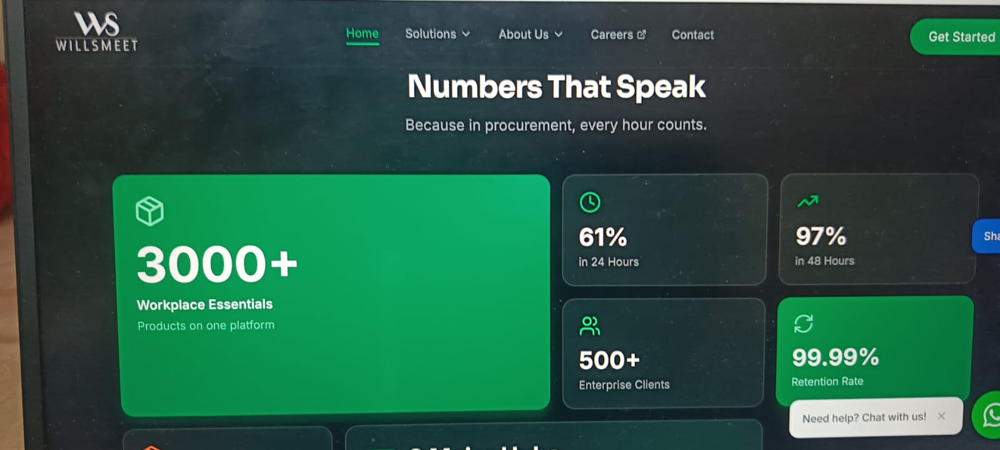 WS
WILLSMEET
Home
Solutions
About Us
Careers
Contact
Get Started
Numbers That Speak
Because in procurement, every hour counts.
3000+
Workplace Essentials
Products on one platform
61%
in 24 Hours
97%
in 48 Hours
500+
Enterprise Clients
99.99%
Retention Rate
Need help? Chat with us!